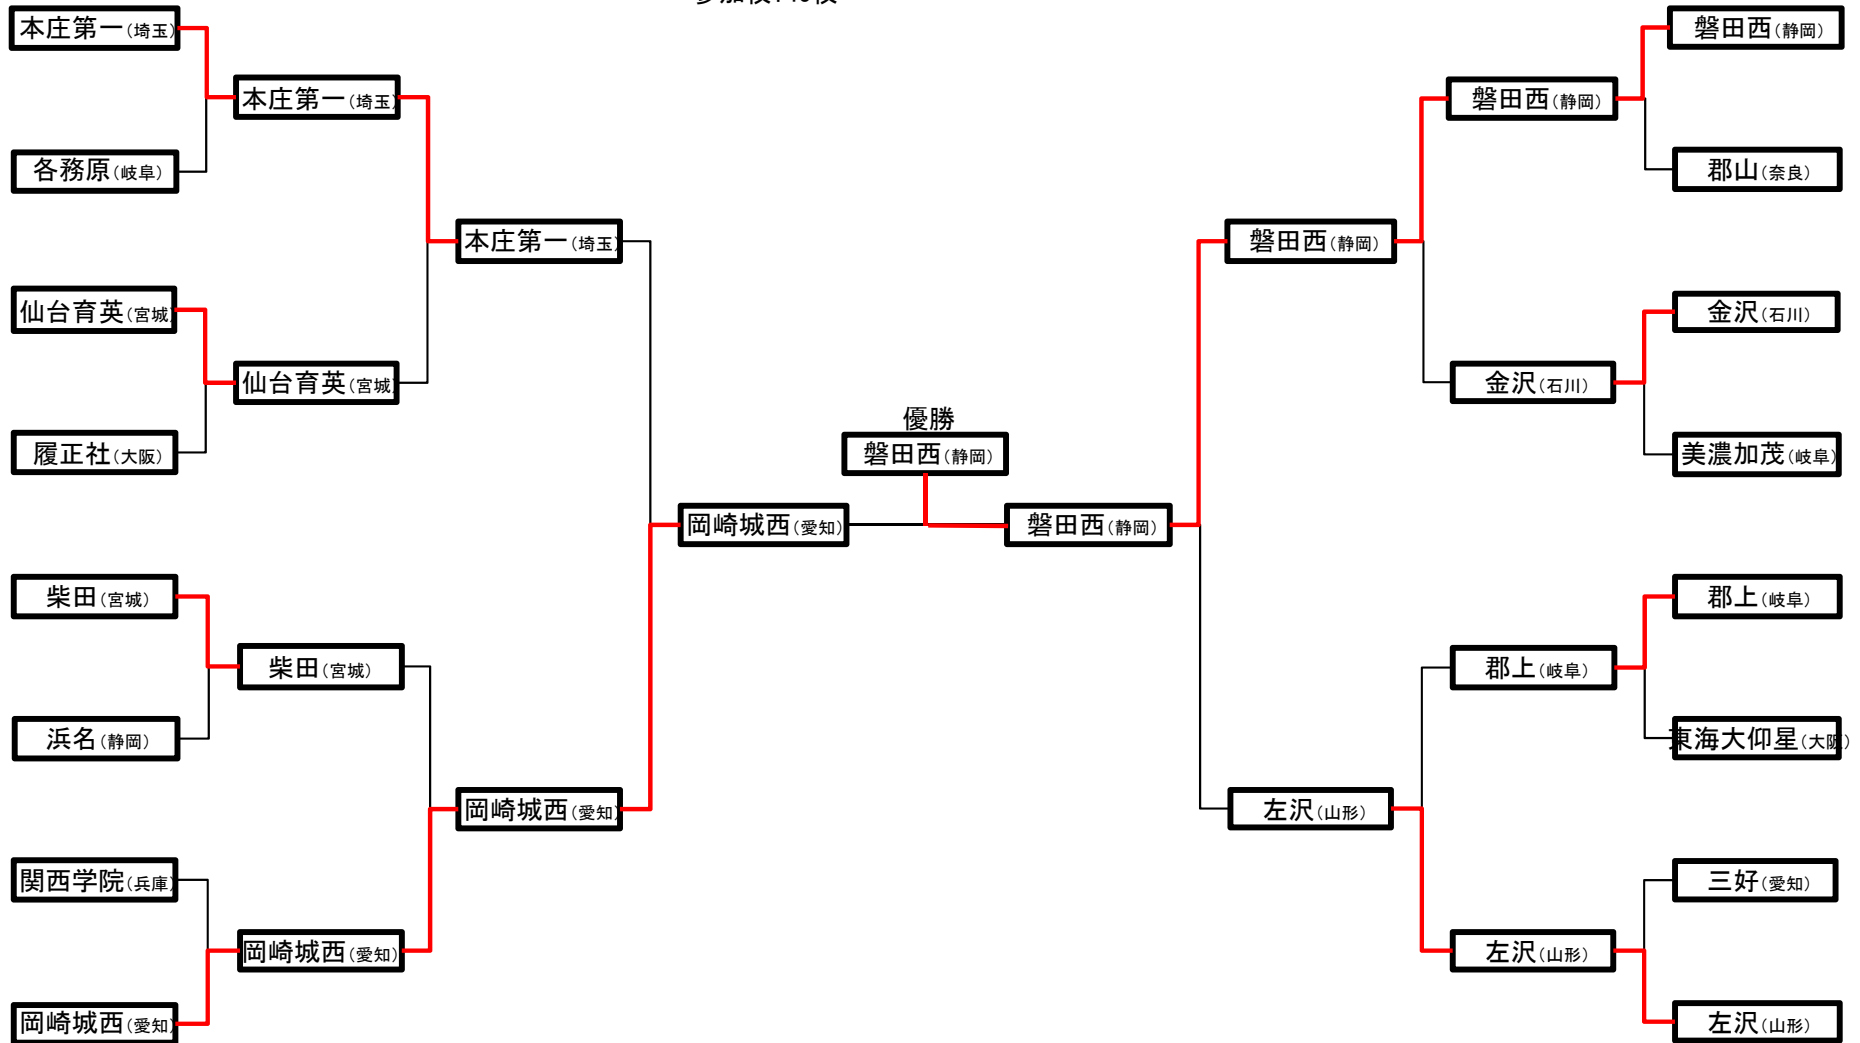 本庄第一(埼玉)
各務原(岐阜)
仙台育英(宮城)
履正社(大阪)
柴田(宮城)
浜名(静岡)
関西学院(兵庫)
岡崎城西(愛知)
本庄第一(埼玉)
仙台育英(宮城)
柴田(宮城)
岡崎城西(愛知)
本庄第一(埼玉)
岡崎城西(愛知)
岡崎城西(愛知)
優勝
磐田西(静岡)
磐田西(静岡)
磐田西(静岡)
左沢(山形)
磐田西(静岡)
金沢(石川)
郡上(岐阜)
左沢(山形)
磐田西(静岡)
郡山(奈良)
金沢(石川)
美濃加茂(岐阜)
郡上(岐阜)
東海大仰星(大阪)
三好(愛知)
左沢(山形)